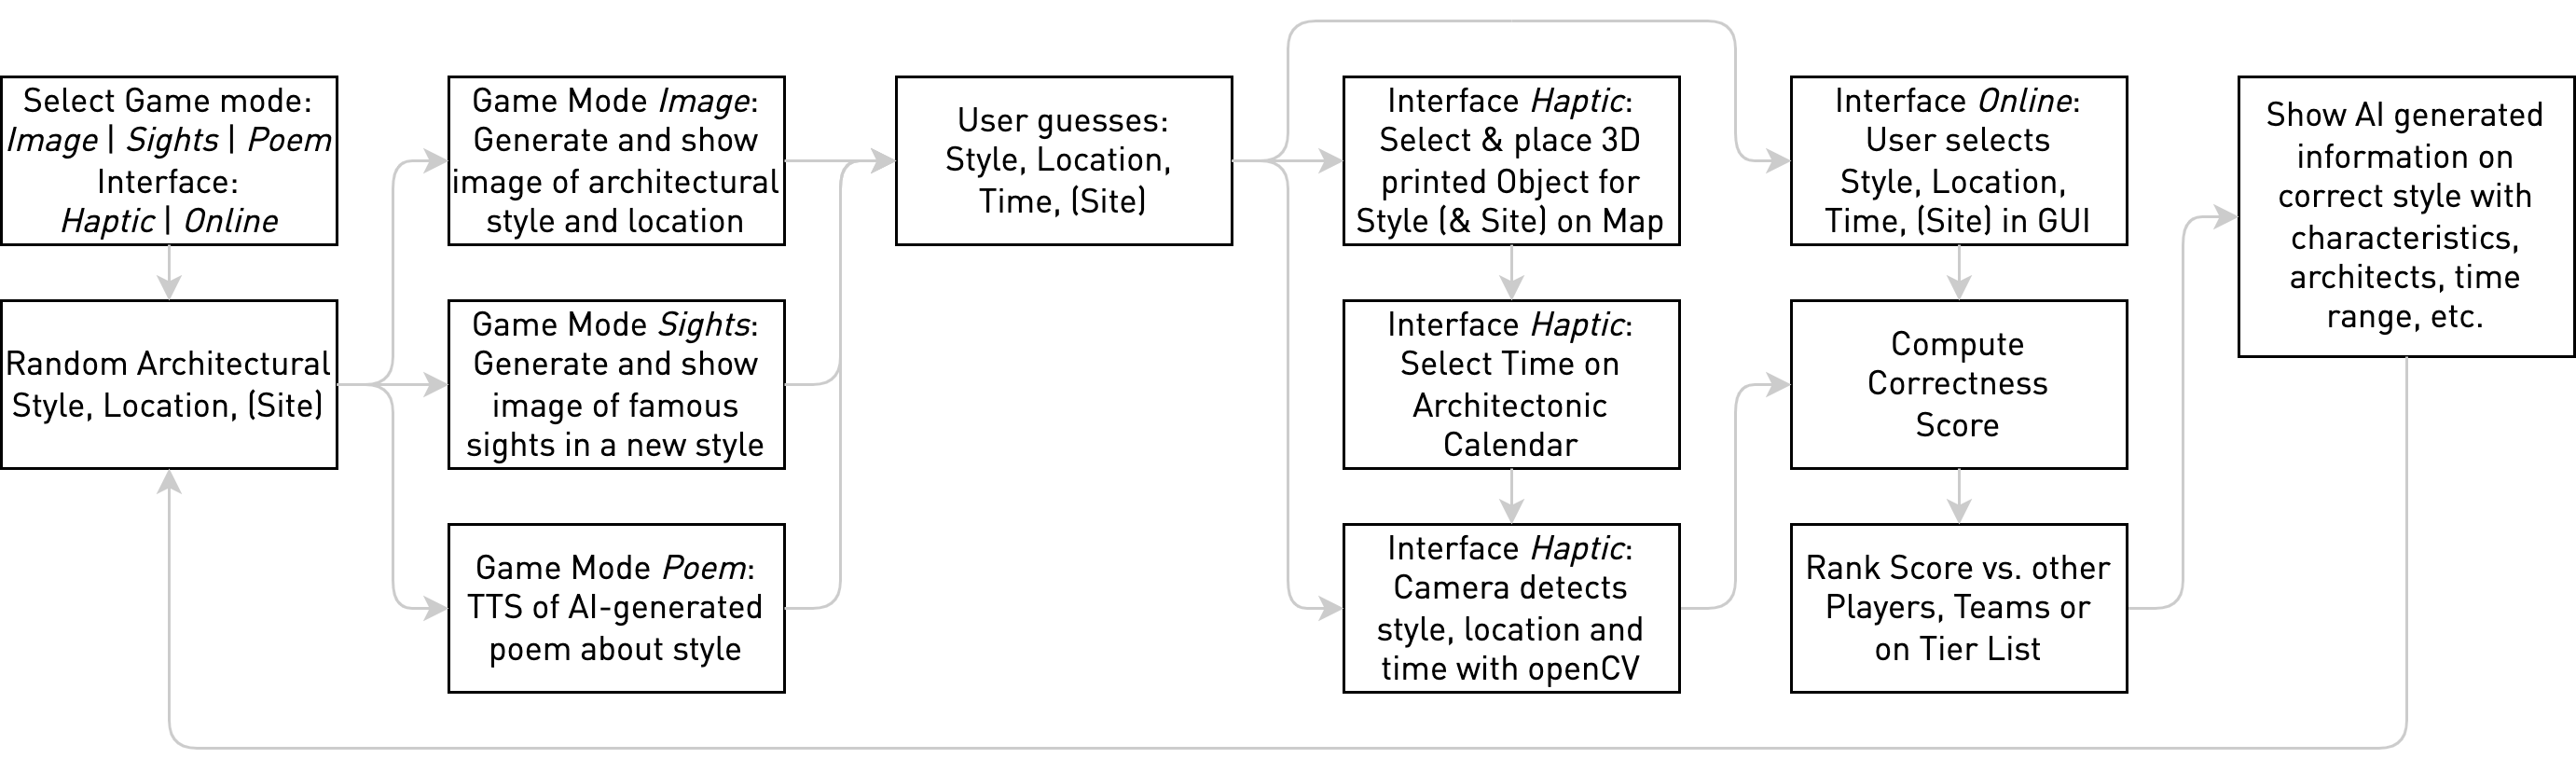 Select Game mode:
Image | Sights | Poem
Interface:
Haptic | Online
Random Architectural
Style, Location, (Site)
Game Mode Image:
Generate and show
image of architectural
style and location
Game Mode Sights:
Generate and show
image of famous
sights in a new style
Game Mode Poem:
TTS of AI-generated
poem about style
User guesses:
Style, Location,
Time, (Site)
Interface Haptic:
Select & place 3D
printed Object for
Style (& Site) on Map
Interface Haptic:
Select Time on
Architectonic
Calendar
Interface Haptic:
Camera detects
style, location and
time with openCV
Interface Online:
User selects
Style, Location,
Time, (Site) in GUI
Compute
Correctness
Score
Rank Score vs. other
Players, Teams or
on Tier List
Show AI generated
information on
correct style with
characteristics,
architects, time
range, etc.